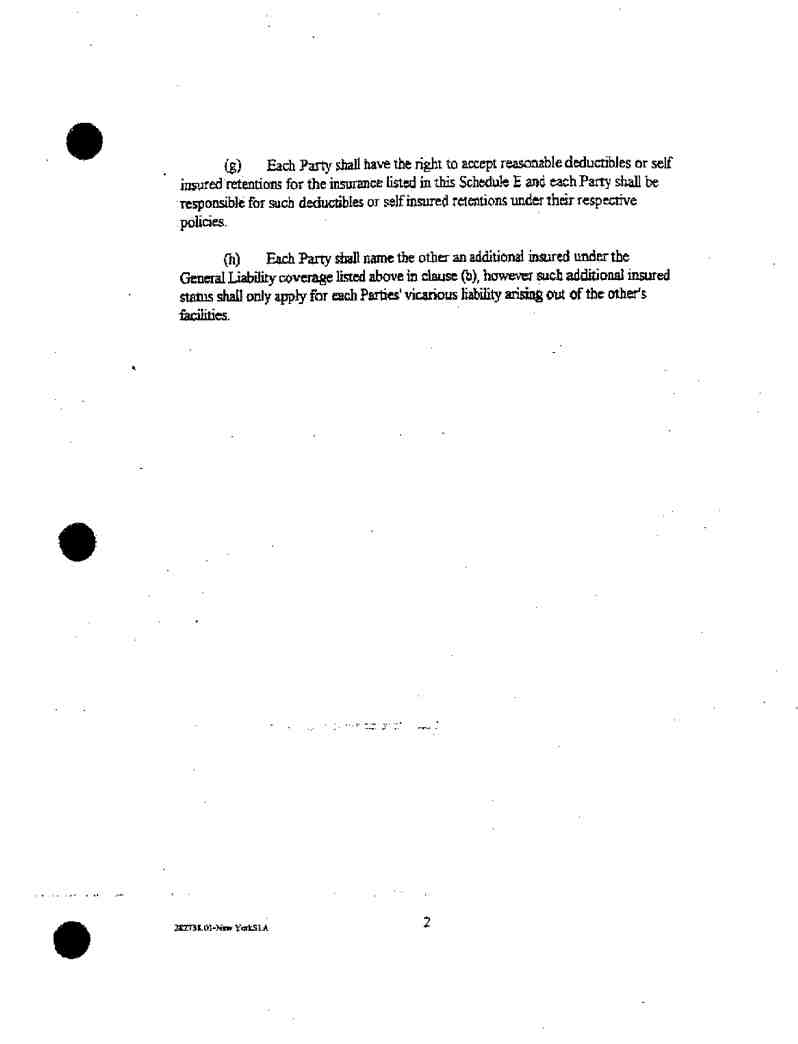 (g) Each Party shall have the right to accept reasonable deductibles or self
insured retentions for the insurance listed in this Schedule E and each Party shall be
responsible for such deductibles or self insured retentions under their respective
policies.
(h) Each Party shall name the other an additional insured under the
General Liability coverage listed above in clause (b), however such additional insured
status shall only apply for each Parties' vicarious liability arising out of the other's
facilities.
2